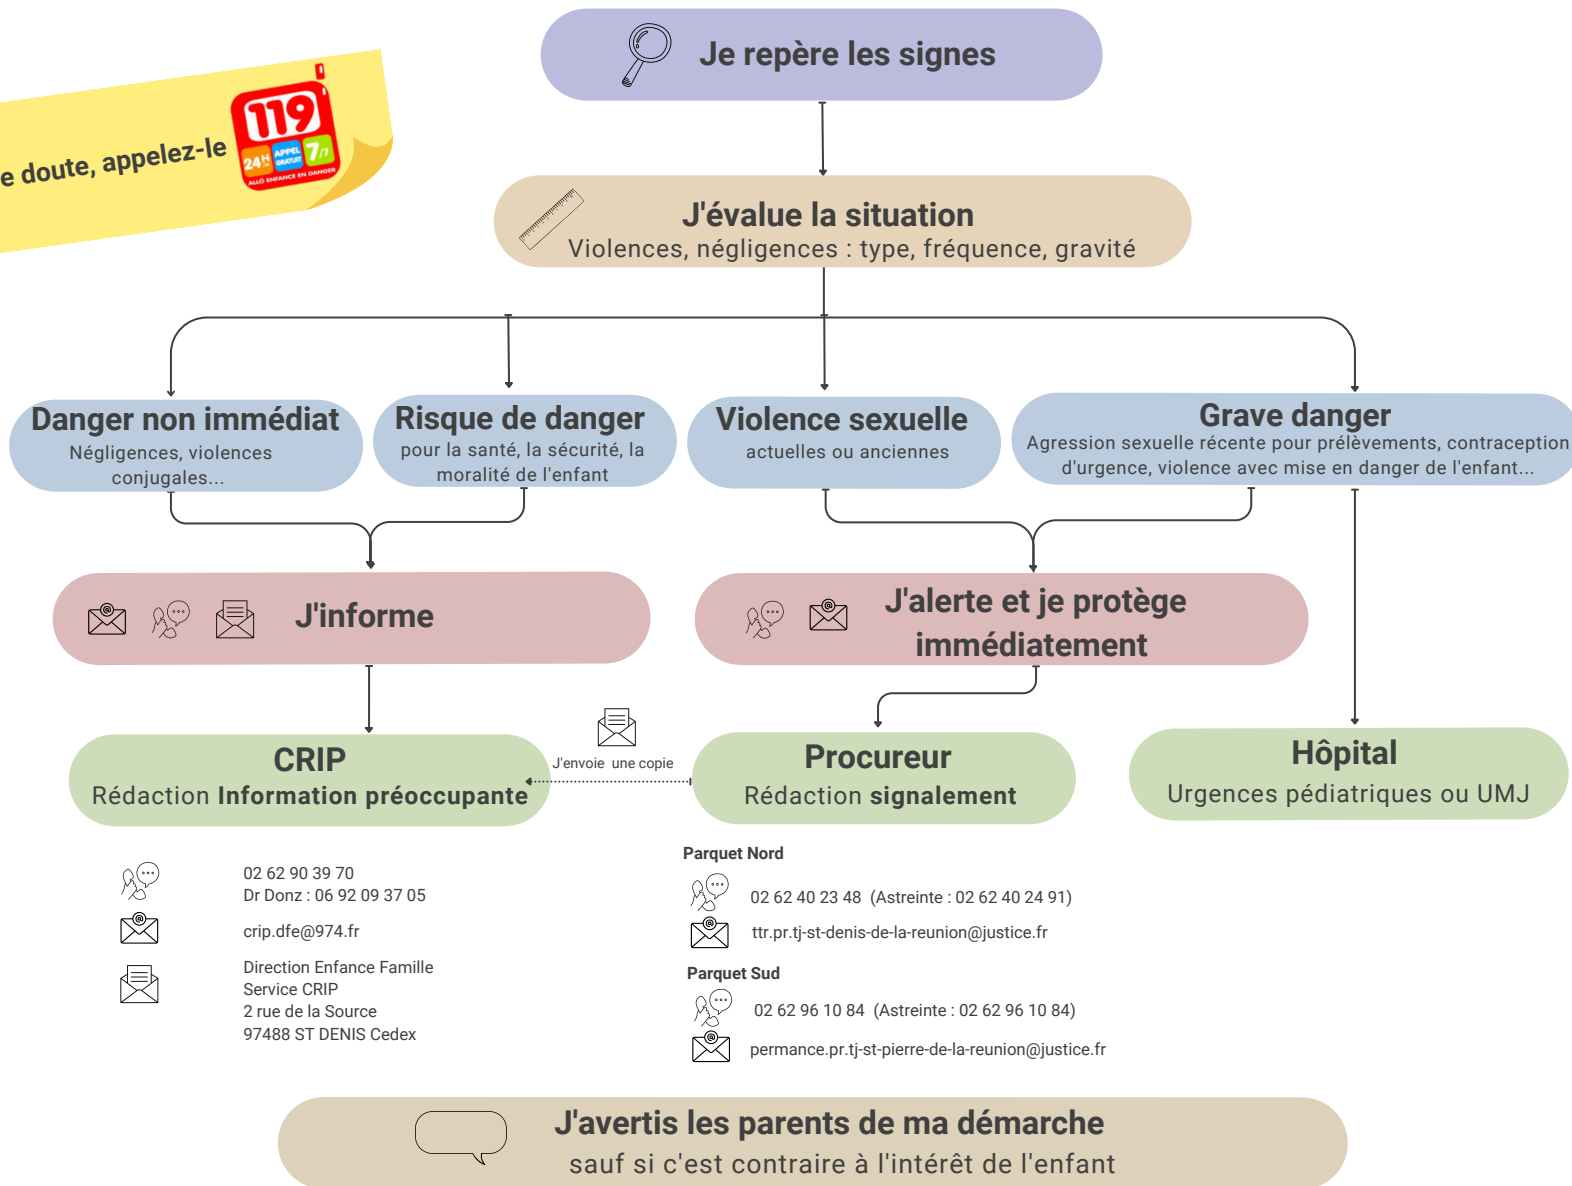 Je repère les signes
e doute, appelez-le
119
24H
APPEL
GRATUIT
7/7
ALLÔ ENFANCE EN DANGER
J'évalue la situation
Violences, négligences : type, fréquence, gravité
Danger non immédiat
Négligences, violences
conjugales...
Risque de danger
pour la santé, la sécurité, la
moralité de l'enfant
Violence sexuelle
actuelles ou anciennes
Grave danger
Agression sexuelle récente pour prélèvements, contraception
d'urgence, violence avec mise en danger de l'enfant...
J'informe
J'alerte et je protège
immédiatement
CRIP
Rédaction Information préoccupante
J'envoie une copie
Procureur
Rédaction signalement
Hôpital
Urgences pédiatriques ou UMJ
02 62 90 39 70
Dr Donz : 06 92 09 37 05
crip.dfe@974.fr
Direction Enfance Famille
Service CRIP
2 rue de la Source
97488 ST DENIS Cedex
Parquet Nord
02 62 40 23 48 (Astreinte : 02 62 40 24 91)
ttr.pr.tj-st-denis-de-la-reunion@justice.fr
Parquet Sud
02 62 96 10 84 (Astreinte : 02 62 96 10 84)
permance.pr.tj-st-pierre-de-la-reunion@justice.fr
J'avertis les parents de ma démarche
sauf si c'est contraire à l'intérêt de l'enfant